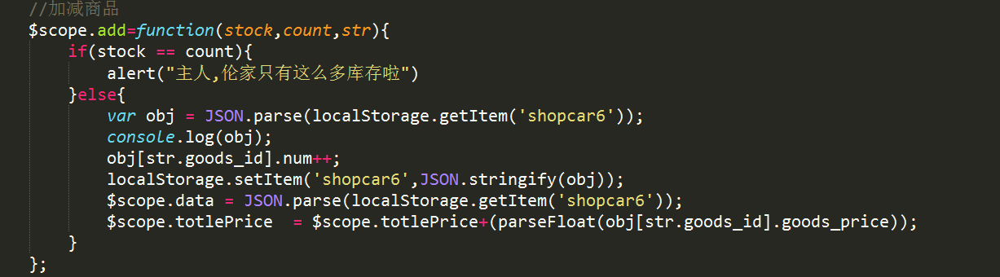 //加减商品
$scope.add=function(stock,count,str){
if(stock == count){
alert("主人,伦家只有这么多库存啦")
}else{
var obj = JSON.parse(localStorage.getItem('shopcar6'));
console.log(obj);
obj[str.goods_id].num++;
localStorage.setItem('shopcar6',JSON.stringify(obj));
$scope.data = JSON.parse(localStorage.getItem('shopcar6'));
$scope.totlePrice  = $scope.totlePrice+(parseFloat(obj[str.goods_id].goods_price));
}
};